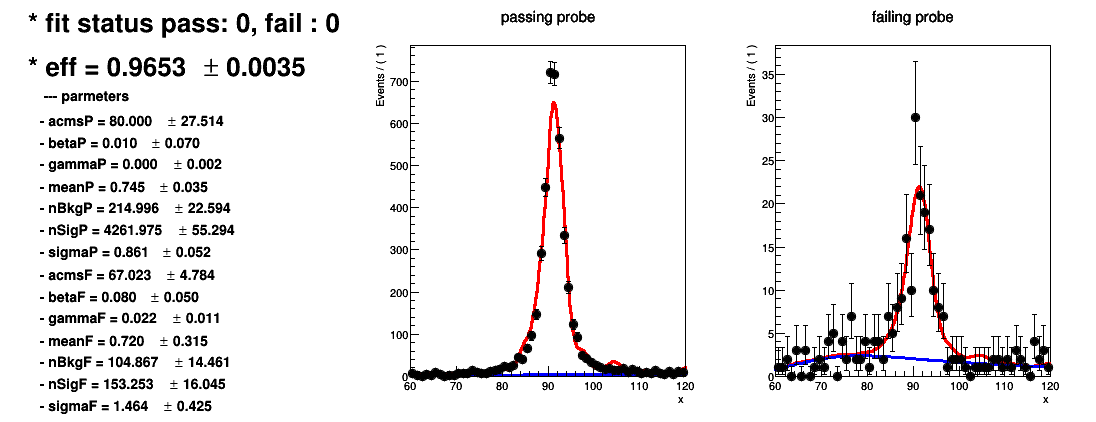 * fit status pass: 0, fail : 0
* eff = 0.9653 ± 0.0035
--- parmeters
- acmsP = 80.000 ± 27.514
- betaP = 0.010 ± 0.070
- gammaP = 0.000 ± 0.002
- meanP = 0.745 ± 0.035
- nBkgP = 214.996 ± 22.594
- nSigP = 4261.975 ± 55.294
- sigmaP = 0.861 ± 0.052
- acmsF = 67.023 ± 4.784
- betaF = 0.080 ± 0.050
- gammaF = 0.022 ± 0.011
- meanF = 0.720 ± 0.315
- nBkgF = 104.867 ± 14.461
- nSigF = 153.253 ± 16.045
- sigmaF = 1.464 ± 0.425
passing probe
Events / ( 1 )
700
600
500
400
300
200
100
0
60 70 80 90 100 110 120
x
failing probe
Events / ( 1 )
35
30
25
20
15
10
5
0
60 70 80 90 100 110 120
x